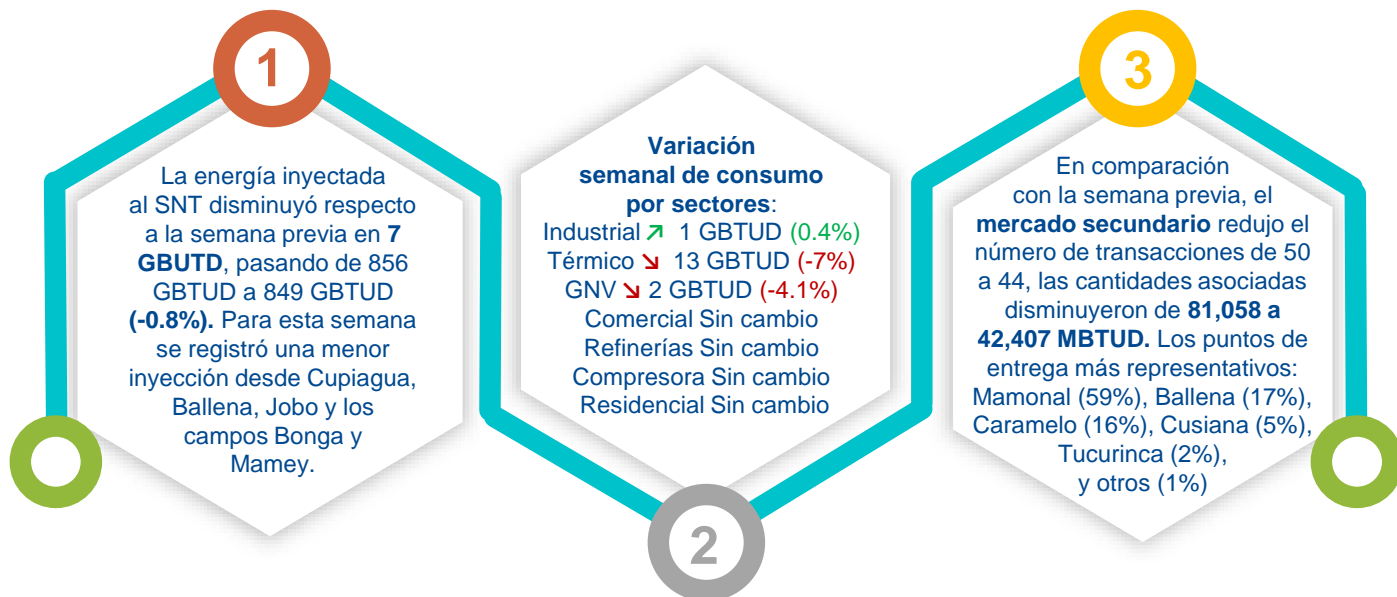 1
La energía inyectada
al SNT disminuyó respecto
a la semana previa en 7
GBUTD, pasando de 856
GBTUD a 849 GBTUD
(-0.8%). Para esta semana
se registró una menor
inyección desde Cupiagua,
Ballena, Jobo y los
campos Bonga y
Mamey.
Variación
semanal de consumo
por sectores:
Industrial ↗ 1 GBTUD (0.4%)
Térmico ↘ 13 GBTUD (-7%)
GNV ↘ 2 GBTUD (-4.1%)
Comercial Sin cambio
Refinerías Sin cambio
Compresora Sin cambio
Residencial Sin cambio
2
3
En comparación
con la semana previa, el
mercado secundario redujo el
número de transacciones de 50
a 44, las cantidades asociadas
disminuyeron de 81,058 a
42,407 MBTUD. Los puntos de
entrega más representativos:
Mamonal (59%), Ballena (17%),
Caramelo (16%), Cusiana (5%),
Tucurinca (2%),
y otros (1%)